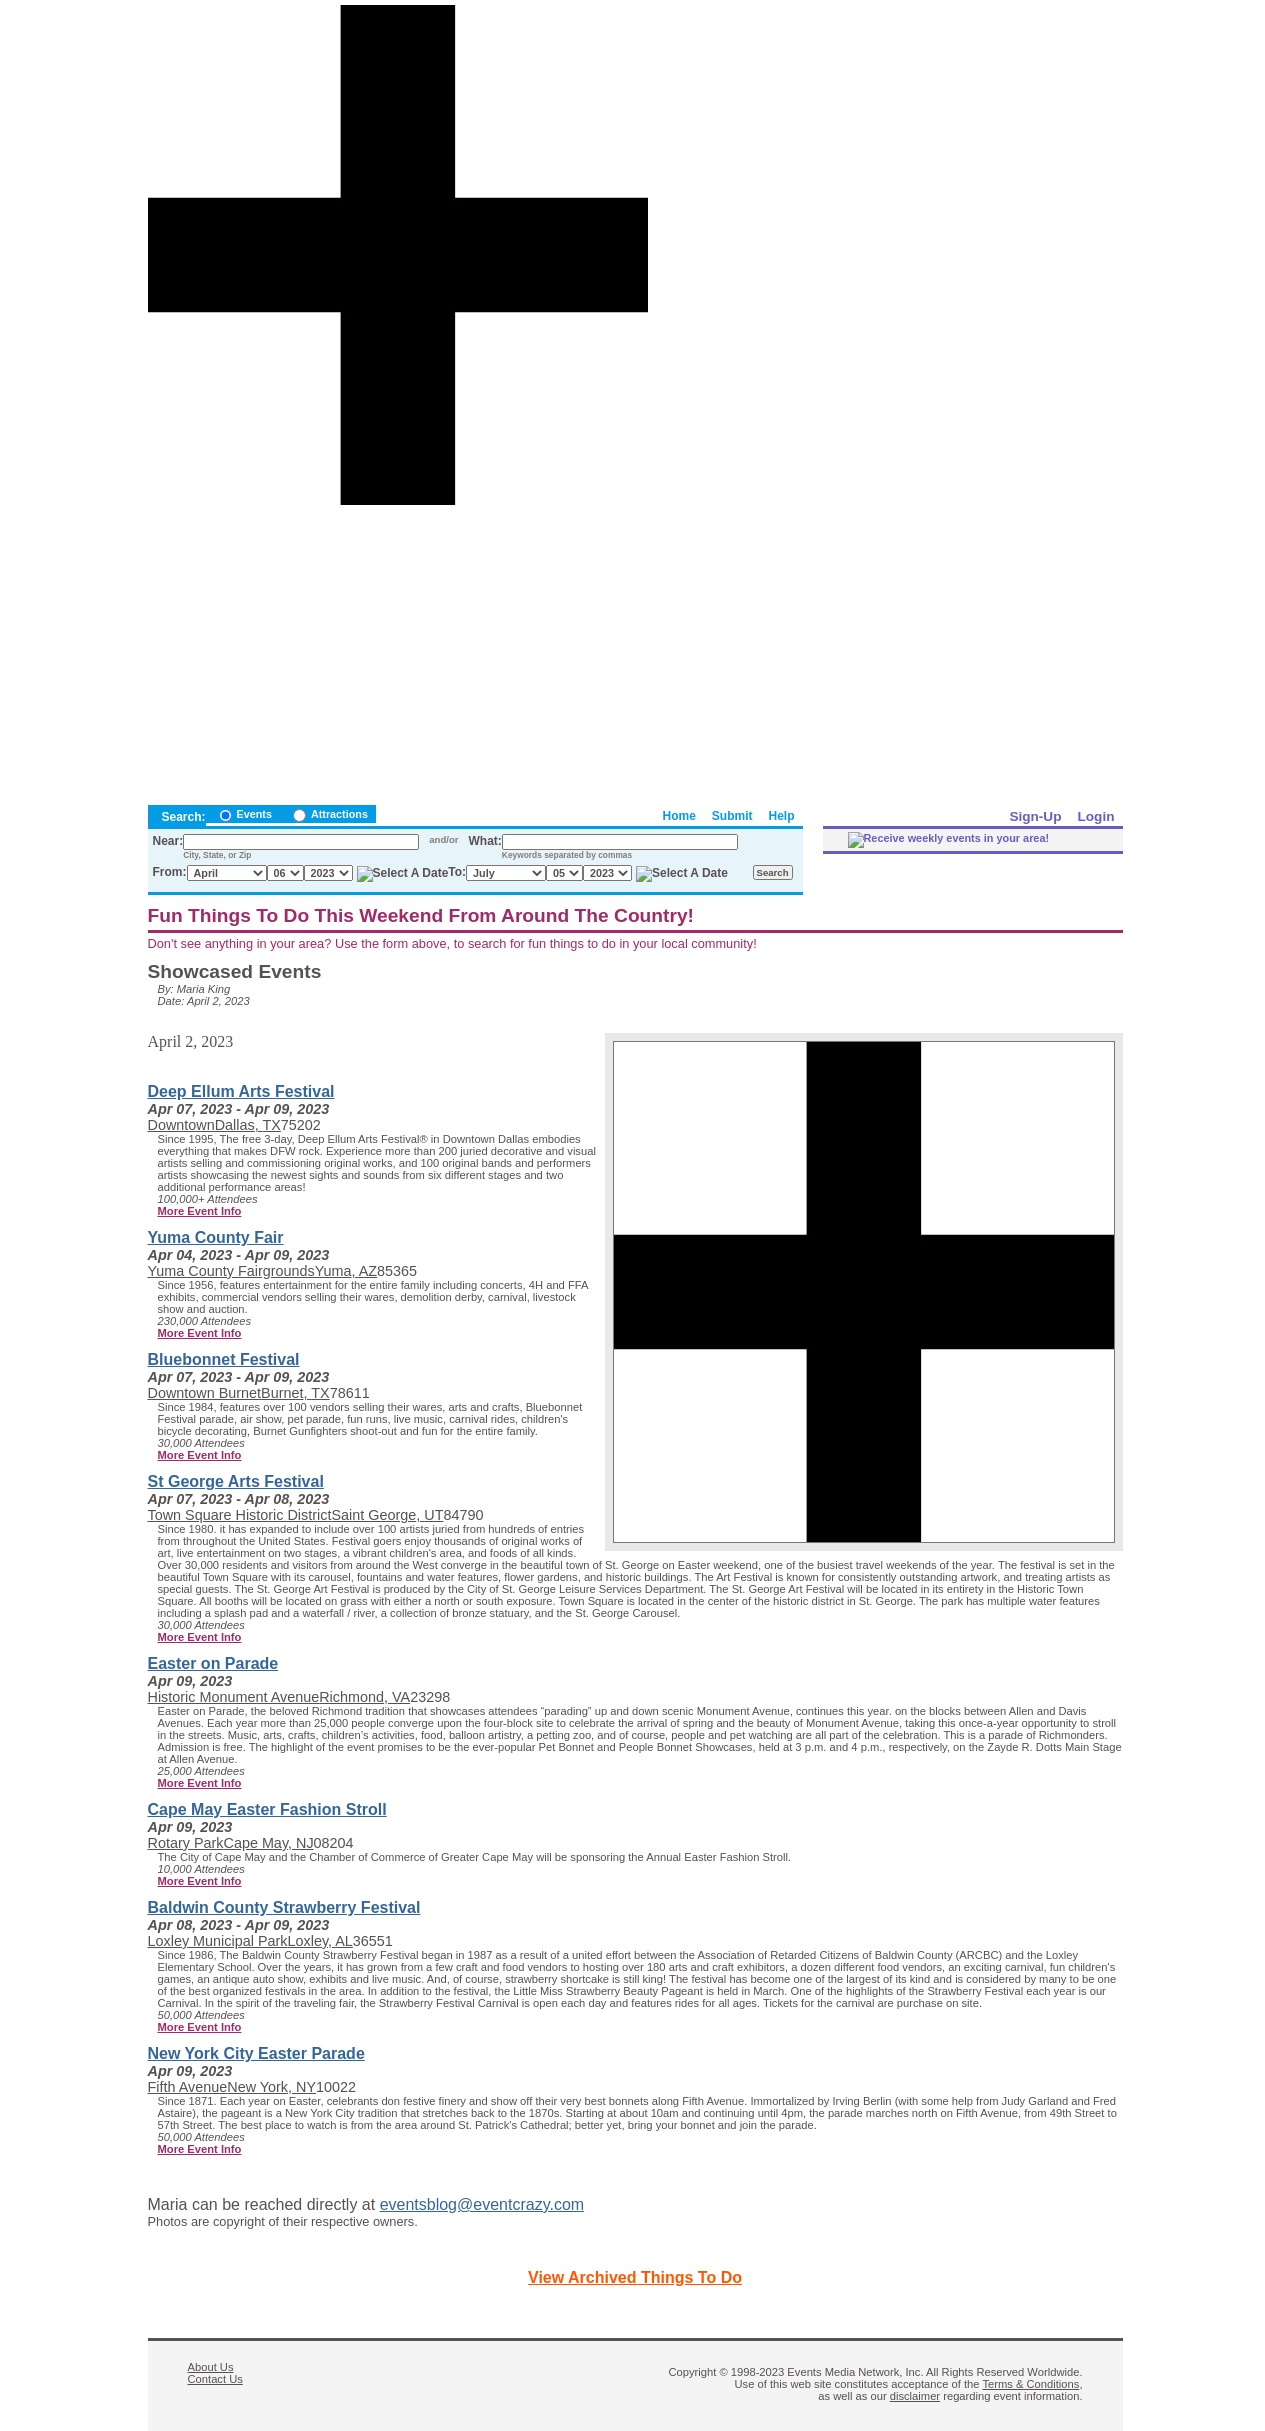 Search: Events Attractions Home Submit Help Sign-Up Login
Near: and/or What: Receive weekly events in your area!
City, State, or Zip Keywords separated by commas
From: April 06 2023 Select A Date To: July 05 2023 Select A Date Search
Fun Things To Do This Weekend From Around The Country!
Don't see anything in your area? Use the form above, to search for fun things to do in your local community!
Showcased Events
By: Maria King
Date: April 2, 2023
April 2, 2023
Deep Ellum Arts Festival
Apr 07, 2023 - Apr 09, 2023
DowntownDallas, TX75202
Since 1995, The free 3-day, Deep Ellum Arts Festival® in Downtown Dallas embodies
everything that makes DFW rock. Experience more than 200 juried decorative and visual
artists selling and commissioning original works, and 100 original bands and performers
artists showcasing the newest sights and sounds from six different stages and two
additional performance areas!
100,000+ Attendees
More Event Info
Yuma County Fair
Apr 04, 2023 - Apr 09, 2023
Yuma County FairgroundsYuma, AZ85365
Since 1956, features entertainment for the entire family including concerts, 4H and FFA
exhibits, commercial vendors selling their wares, demolition derby, carnival, livestock
show and auction.
230,000 Attendees
More Event Info
Bluebonnet Festival
Apr 07, 2023 - Apr 09, 2023
Downtown BurnetBurnet, TX78611
Since 1984, features over 100 vendors selling their wares, arts and crafts, Bluebonnet
Festival parade, air show, pet parade, fun runs, live music, carnival rides, children's
bicycle decorating, Burnet Gunfighters shoot-out and fun for the entire family.
30,000 Attendees
More Event Info
St George Arts Festival
Apr 07, 2023 - Apr 08, 2023
Town Square Historic DistrictSaint George, UT84790
Since 1980. it has expanded to include over 100 artists juried from hundreds of entries
from throughout the United States. Festival goers enjoy thousands of original works of
art, live entertainment on two stages, a vibrant children's area, and foods of all kinds.
Over 30,000 residents and visitors from around the West converge in the beautiful town of St. George on Easter weekend, one of the busiest travel weekends of the year. The festival is set in the
beautiful Town Square with its carousel, fountains and water features, flower gardens, and historic buildings. The Art Festival is known for consistently outstanding artwork, and treating artists as
special guests. The St. George Art Festival is produced by the City of St. George Leisure Services Department. The St. George Art Festival will be located in its entirety in the Historic Town
Square. All booths will be located on grass with either a north or south exposure. Town Square is located in the center of the historic district in St. George. The park has multiple water features
including a splash pad and a waterfall / river, a collection of bronze statuary, and the St. George Carousel.
30,000 Attendees
More Event Info
Easter on Parade
Apr 09, 2023
Historic Monument AvenueRichmond, VA23298
Easter on Parade, the beloved Richmond tradition that showcases attendees “parading” up and down scenic Monument Avenue, continues this year. on the blocks between Allen and Davis
Avenues. Each year more than 25,000 people converge upon the four-block site to celebrate the arrival of spring and the beauty of Monument Avenue, taking this once-a-year opportunity to stroll
in the streets. Music, arts, crafts, children's activities, food, balloon artistry, a petting zoo, and of course, people and pet watching are all part of the celebration. This is a parade of Richmonders.
Admission is free. The highlight of the event promises to be the ever-popular Pet Bonnet and People Bonnet Showcases, held at 3 p.m. and 4 p.m., respectively, on the Zayde R. Dotts Main Stage
at Allen Avenue.
25,000 Attendees
More Event Info
Cape May Easter Fashion Stroll
Apr 09, 2023
Rotary ParkCape May, NJ08204
The City of Cape May and the Chamber of Commerce of Greater Cape May will be sponsoring the Annual Easter Fashion Stroll.
10,000 Attendees
More Event Info
Baldwin County Strawberry Festival
Apr 08, 2023 - Apr 09, 2023
Loxley Municipal ParkLoxley, AL36551
Since 1986, The Baldwin County Strawberry Festival began in 1987 as a result of a united effort between the Association of Retarded Citizens of Baldwin County (ARCBC) and the Loxley
Elementary School. Over the years, it has grown from a few craft and food vendors to hosting over 180 arts and craft exhibitors, a dozen different food vendors, an exciting carnival, fun children's
games, an antique auto show, exhibits and live music. And, of course, strawberry shortcake is still king! The festival has become one of the largest of its kind and is considered by many to be one
of the best organized festivals in the area. In addition to the festival, the Little Miss Strawberry Beauty Pageant is held in March. One of the highlights of the Strawberry Festival each year is our
Carnival. In the spirit of the traveling fair, the Strawberry Festival Carnival is open each day and features rides for all ages. Tickets for the carnival are purchase on site.
50,000 Attendees
More Event Info
New York City Easter Parade
Apr 09, 2023
Fifth AvenueNew York, NY10022
Since 1871. Each year on Easter, celebrants don festive finery and show off their very best bonnets along Fifth Avenue. Immortalized by Irving Berlin (with some help from Judy Garland and Fred
Astaire), the pageant is a New York City tradition that stretches back to the 1870s. Starting at about 10am and continuing until 4pm, the parade marches north on Fifth Avenue, from 49th Street to
57th Street. The best place to watch is from the area around St. Patrick's Cathedral; better yet, bring your bonnet and join the parade.
50,000 Attendees
More Event Info
Maria can be reached directly at eventsblog@eventcrazy.com
Photos are copyright of their respective owners.
View Archived Things To Do
About Us
Contact Us
Copyright © 1998-2023 Events Media Network, Inc. All Rights Reserved Worldwide.
Use of this web site constitutes acceptance of the Terms & Conditions,
as well as our disclaimer regarding event information.